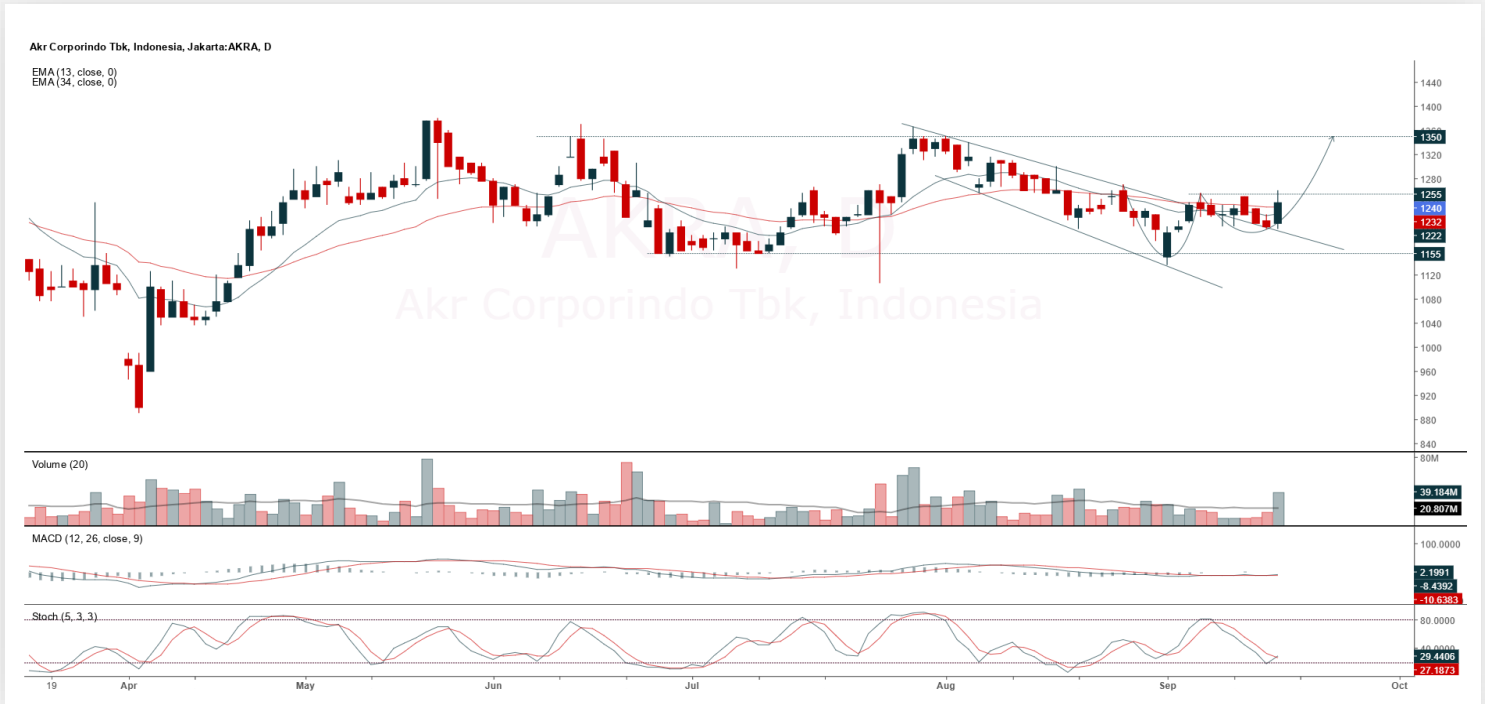 Akr Corporindo Tbk, Indonesia, Jakarta:AKRA, D
EMA (13, close, 0)
EMA (34, close, 0)
AKRA, D
Akr Corporindo Tbk, Indonesia
1440
1400
1350
1320
1280
1255
1240
1232
1222
1155
1120
1080
1040
1000
960
920
880
840
Volume (20)
80M
39.184M
20.807M
MACD (12, 26, close, 9)
100.0000
2.1991
-8.4392
-10.6383
Stoch (5, 3, 3)
80.0000
29.4406
27.1873
19 Apr May Jun Jul Aug Sep Oct